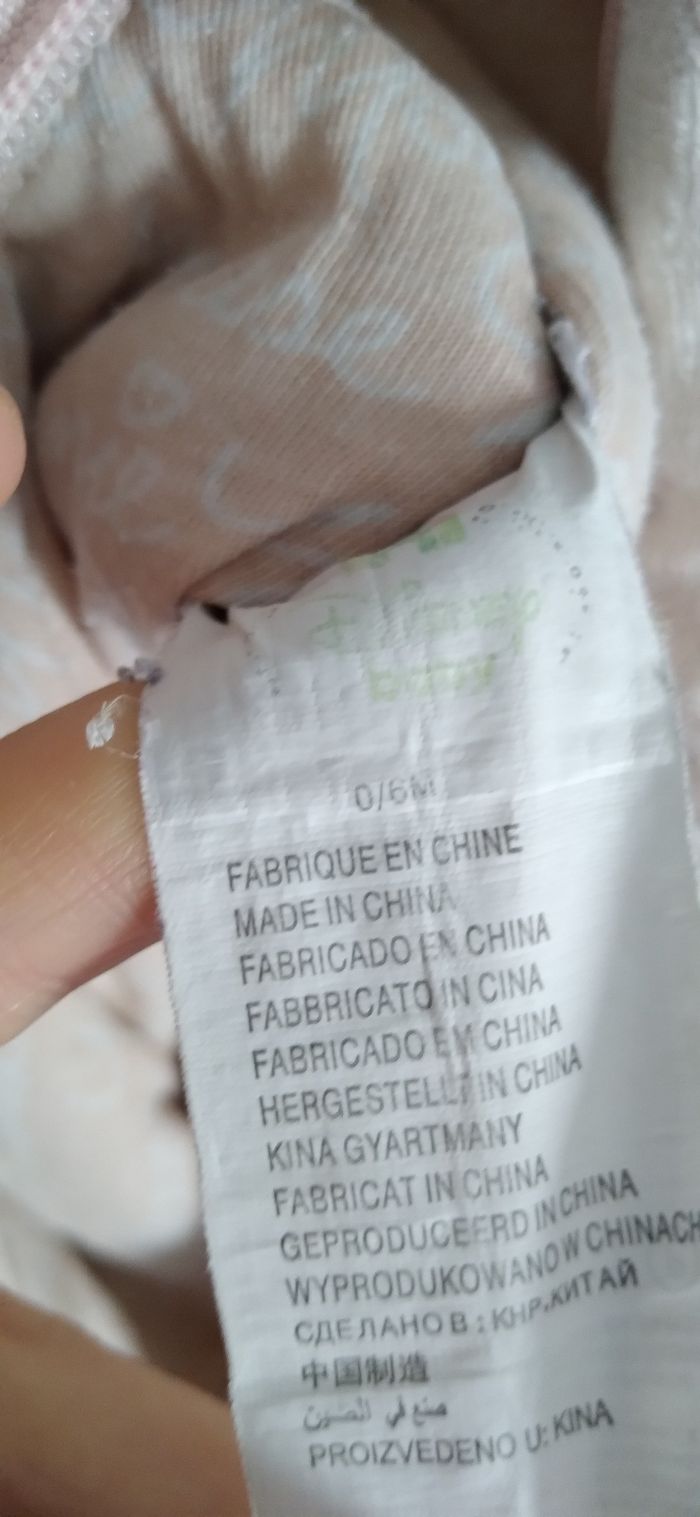 0/6M
FABRIQUE EN CHINE
MADE IN CHINA
FABRICADO EN CHINA
FABBRICATO IN CINA
FABRICADO EM CHINA
HERGESTELLT IN CHINA
KINA GYARTMANY
FABRICAT IN CHINA
GEPRODUCEERD IN CHINA
WYPRODUKOWANO W CHINACH
СДЕЛАНО В : КНР,КИТАЙ
中国制造
صنع في الصين
PROIZVEDENO U: KINA